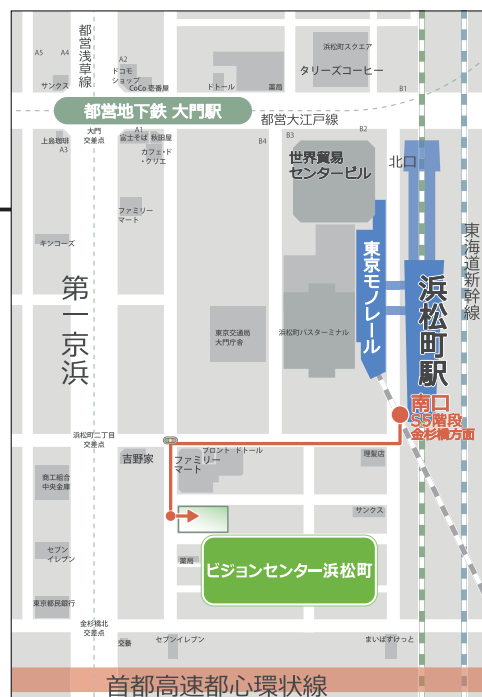 浜松町スクエア
タリーズコーヒー
都営浅草線
A5
A4
A2
ドコモ
ショップ
サンクス
CoCo 壱番屋
ドトール
薬局
B1
都営地下鉄 大門駅
都営大江戸線
大門
交差点
A1
富士そば 秋田屋
上島珈琲
A3
カフェ・ド
・クリエ
B4
B3
B2
世界貿易
センタービル
北口
ファミリー
マート
キンコーズ
東京モノレール
東海道新幹線
浜松町駅
第一京浜
東京交通局
大門庁舎
浜松町バスターミナル
南口
S5階段
金杉橋方面
浜松町二丁目
交差点
吉野家
フロント ドトール
ファミリー
マート
理髪店
商工組合
中央金庫
サンクス
セブン
イレブン
薬局
ビジョンセンター浜松町
東京都民銀行
金杉橋北
交差点
交番
セブンイレブン
まいばすけっと
首都高速都心環状線